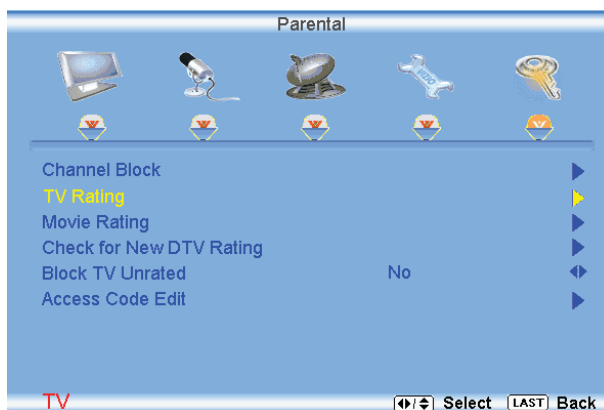 Parental
VIZIO
Channel Block
TV Rating
Movie Rating
Check for New DTV Rating
Block TV Unrated No
Access Code Edit
TV
Select LAST Back